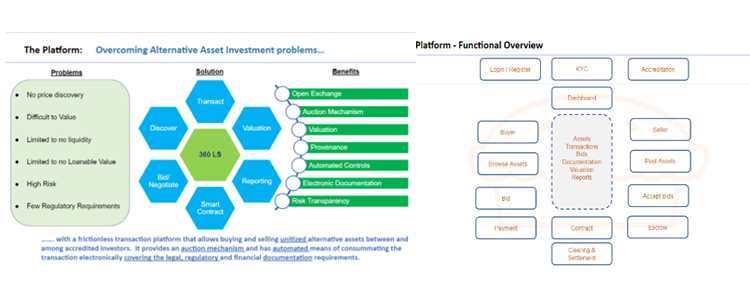 The Platform: Overcoming Alternative Asset Investment problems...
Problems
No price discovery
Difficult to Value
Limited to no liquidity
Limited to no Loanable Value
High Risk
Few Regulatory Requirements
Solution
Transact
Discover
Valuation
360 LS
Bid/
Negotiate
Reporting
Smart
Contract
Benefits
Open Exchange
Auction Mechanism
Valuation
Provenance
Automated Controls
Electronic Documentation
Risk Transparency
....... with a frictionless transaction platform that allows buying and selling unitized alternative assets between and
among accredited investors. It provides an auction mechanism and has automated means of consummating the
transaction electronically covering the legal, regulatory and financial documentation requirements.
Platform - Functional Overview
Login / Register
KYC
Accreditation
Dashboard
Buyer
Assets
Transactions
Bids
Documentation
Valuation
Reports
Seller
Browse Assets
Post Assets
Bid
Accept Bids
Payment
Contract
Escrow
Clearing &
Settlement